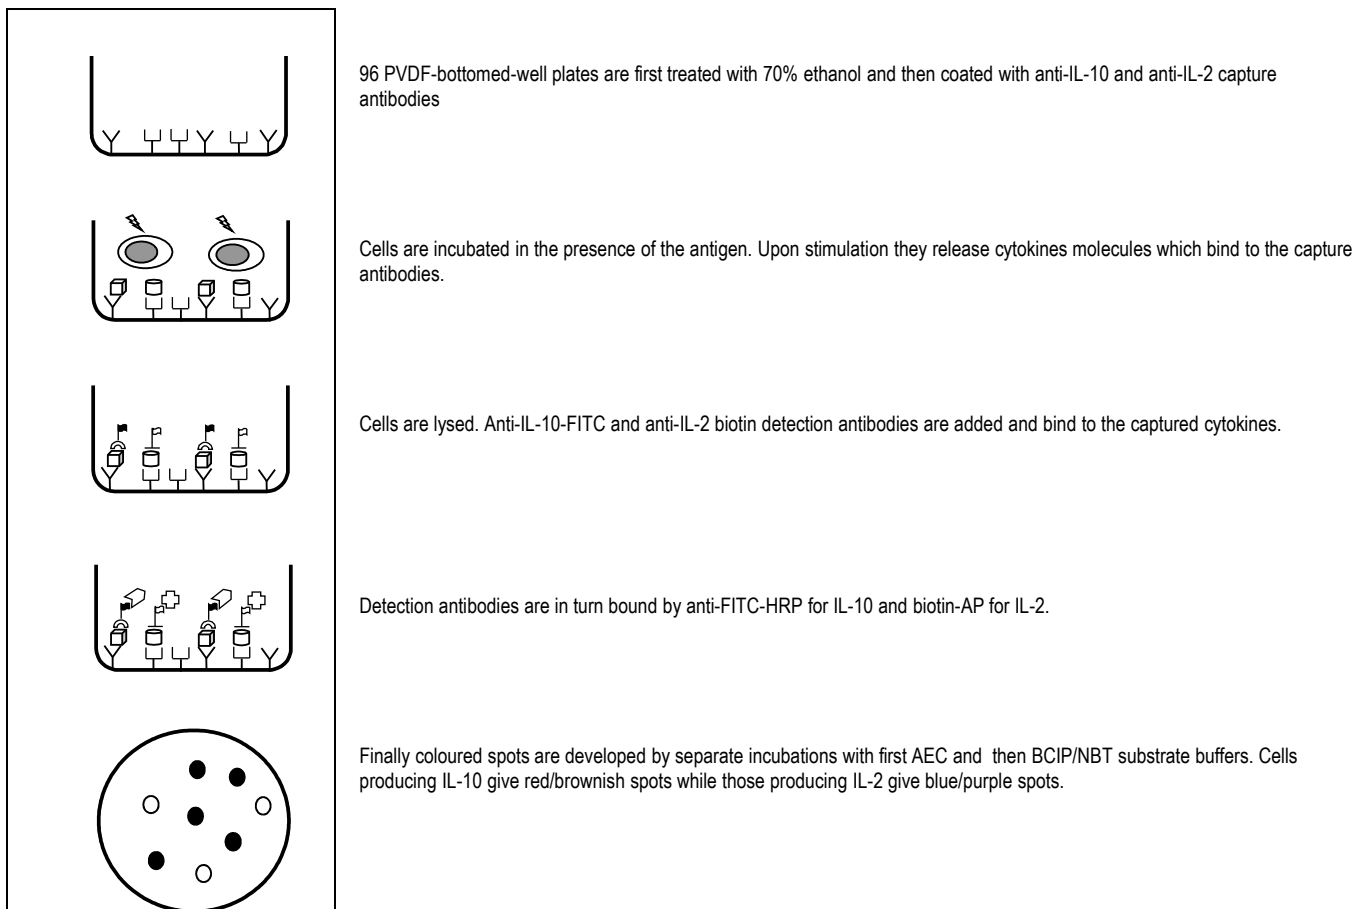 96 PVDF-bottomed-well plates are first treated with 70% ethanol and then coated with anti-IL-10 and anti-IL-2 capture
antibodies
Cells are incubated in the presence of the antigen. Upon stimulation they release cytokines molecules which bind to the capture
antibodies.
Cells are lysed. Anti-IL-10-FITC and anti-IL-2 biotin detection antibodies are added and bind to the captured cytokines.
Detection antibodies are in turn bound by anti-FITC-HRP for IL-10 and biotin-AP for IL-2.
Finally coloured spots are developed by separate incubations with first AEC and then BCIP/NBT substrate buffers. Cells
producing IL-10 give red/brownish spots while those producing IL-2 give blue/purple spots.